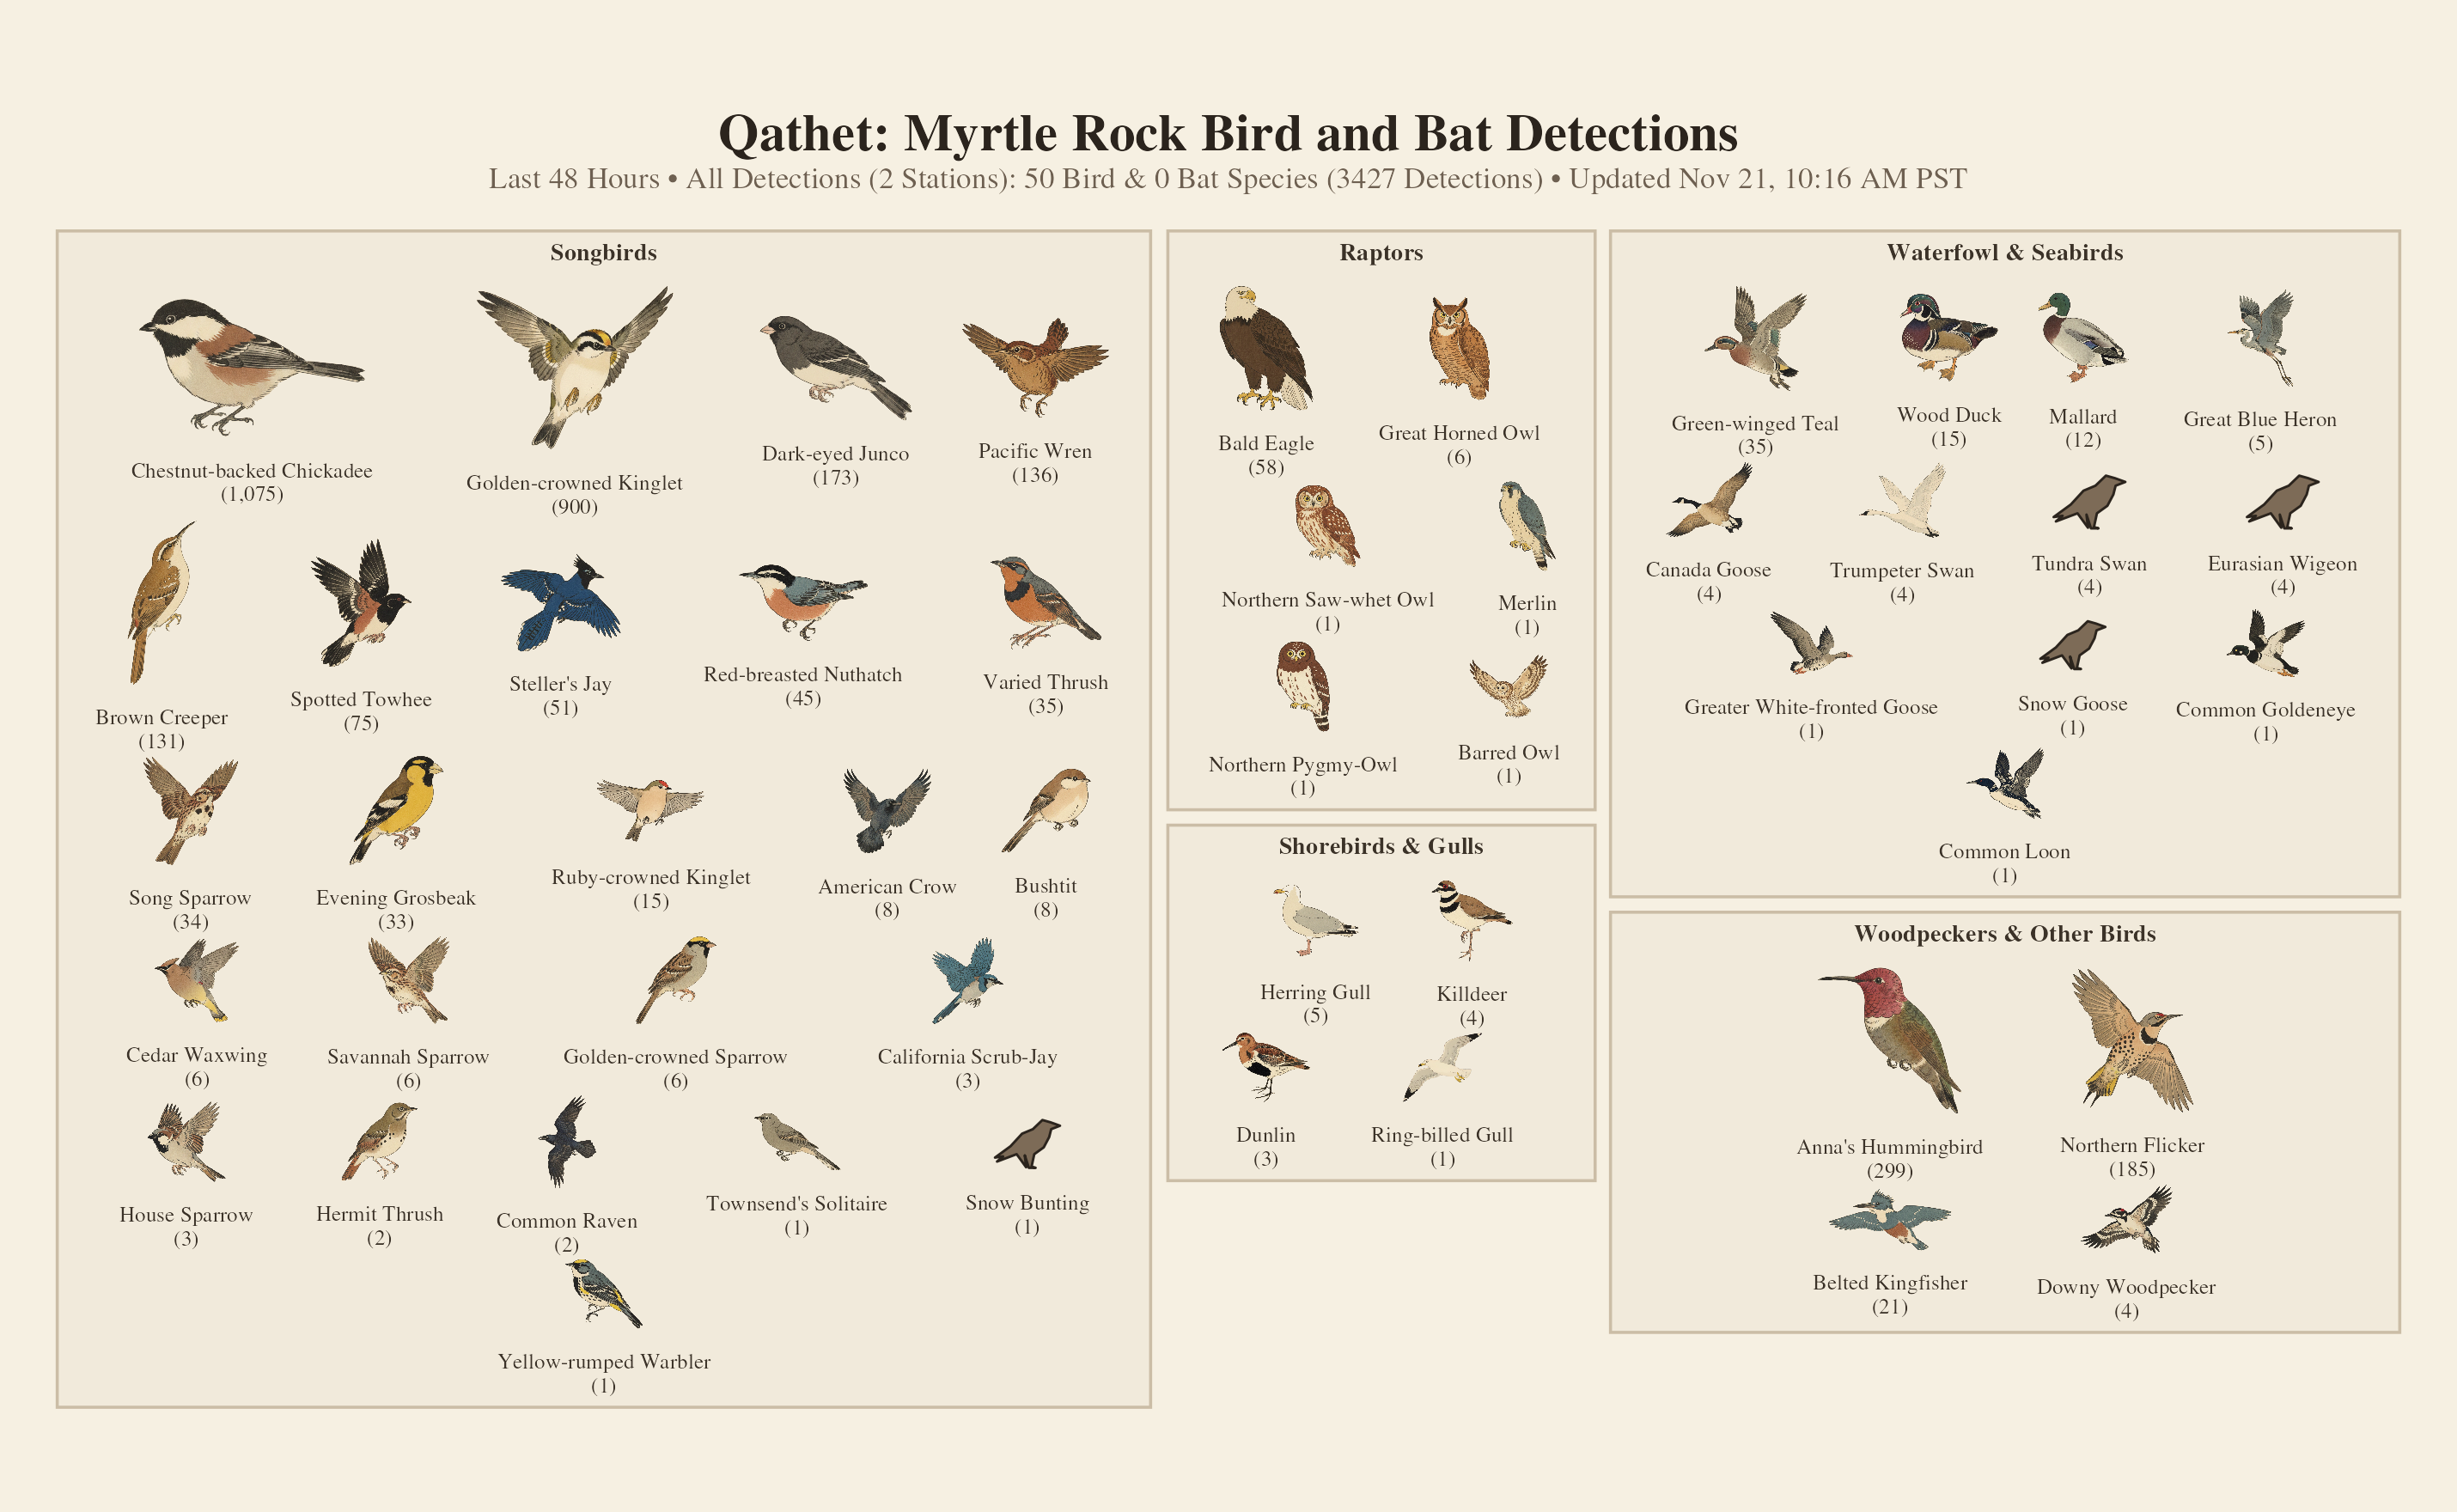 Qathet: Myrtle Rock Bird and Bat Detections
Last 48 Hours • All Detections (2 Stations): 50 Bird & 0 Bat Species (3427 Detections) • Updated Nov 21, 10:16 AM PST
Songbirds
Chestnut-backed Chickadee
(1,075)
Golden-crowned Kinglet
(900)
Dark-eyed Junco
(173)
Pacific Wren
(136)
Brown Creeper
(131)
Spotted Towhee
(75)
Steller's Jay
(51)
Red-breasted Nuthatch
(45)
Varied Thrush
(35)
Song Sparrow
(34)
Evening Grosbeak
(33)
Ruby-crowned Kinglet
(15)
American Crow
(8)
Bushtit
(8)
Cedar Waxwing
(6)
Savannah Sparrow
(6)
Golden-crowned Sparrow
(6)
California Scrub-Jay
(3)
House Sparrow
(3)
Hermit Thrush
(2)
Common Raven
(2)
Townsend's Solitaire
(1)
Snow Bunting
(1)
Yellow-rumped Warbler
(1)
Raptors
Bald Eagle
(58)
Great Horned Owl
(6)
Northern Saw-whet Owl
(1)
Merlin
(1)
Northern Pygmy-Owl
(1)
Barred Owl
(1)
Shorebirds & Gulls
Herring Gull
(5)
Killdeer
(4)
Dunlin
(3)
Ring-billed Gull
(1)
Waterfowl & Seabirds
Green-winged Teal
(35)
Wood Duck
(15)
Mallard
(12)
Great Blue Heron
(5)
Canada Goose
(4)
Trumpeter Swan
(4)
Tundra Swan
(4)
Eurasian Wigeon
(4)
Greater White-fronted Goose
(1)
Snow Goose
(1)
Common Goldeneye
(1)
Common Loon
(1)
Woodpeckers & Other Birds
Anna's Hummingbird
(299)
Northern Flicker
(185)
Belted Kingfisher
(21)
Downy Woodpecker
(4)